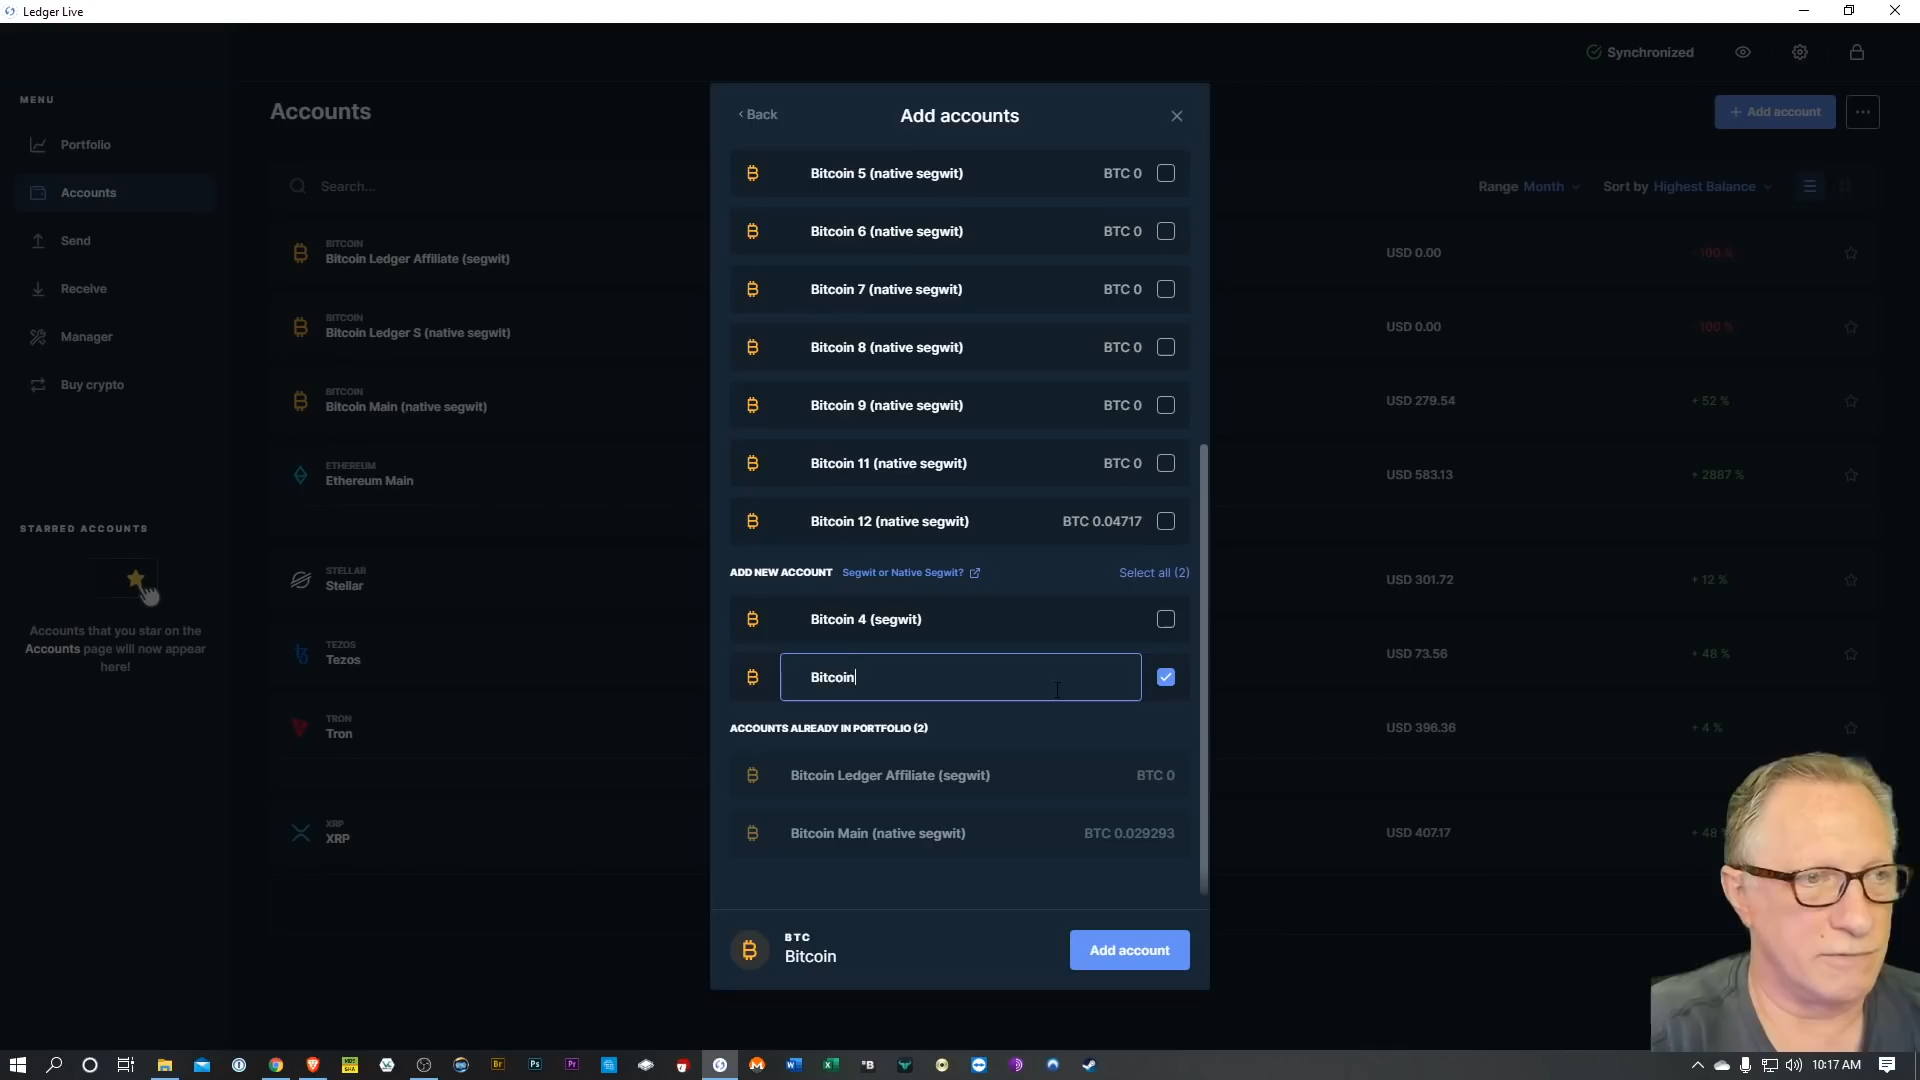 Ledger Live
Synchronized
MENU
Portfolio
Accounts
Send
Receive
Manager
Buy crypto
STARRED ACCOUNTS
Accounts that you star on the
Accounts page will now appear
here!
Accounts
+ Add account
Search...
Range Month
Sort by Highest Balance
BITCOIN
Bitcoin Ledger Affiliate (segwit)
USD 0.00
100 %
BITCOIN
Bitcoin Ledger S (native segwit)
USD 0.00
100 %
BITCOIN
Bitcoin Main (native segwit)
USD 279.54
+ 52 %
ETHEREUM
Ethereum Main
USD 583.13
+ 2887 %
STELLAR
Stellar
USD 301.72
+ 12 %
TEZOS
Tezos
USD 73.56
+ 48 %
TRON
Tron
USD 396.36
+ 4 %
XRP
XRP
USD 407.17
+ 48
Back
Add accounts
Bitcoin 5 (native segwit) BTC 0
Bitcoin 6 (native segwit) BTC 0
Bitcoin 7 (native segwit) BTC 0
Bitcoin 8 (native segwit) BTC 0
Bitcoin 9 (native segwit) BTC 0
Bitcoin 11 (native segwit) BTC 0
Bitcoin 12 (native segwit) BTC 0.04717
ADD NEW ACCOUNT Segwit or Native Segwit? Select all (2)
Bitcoin 4 (segwit)
Bitcoin
ACCOUNTS ALREADY IN PORTFOLIO (2)
Bitcoin Ledger Affiliate (segwit) BTC 0
Bitcoin Main (native segwit) BTC 0.029293
BTC
Bitcoin
Add account
Br
Ps
Pr
10:17 AM